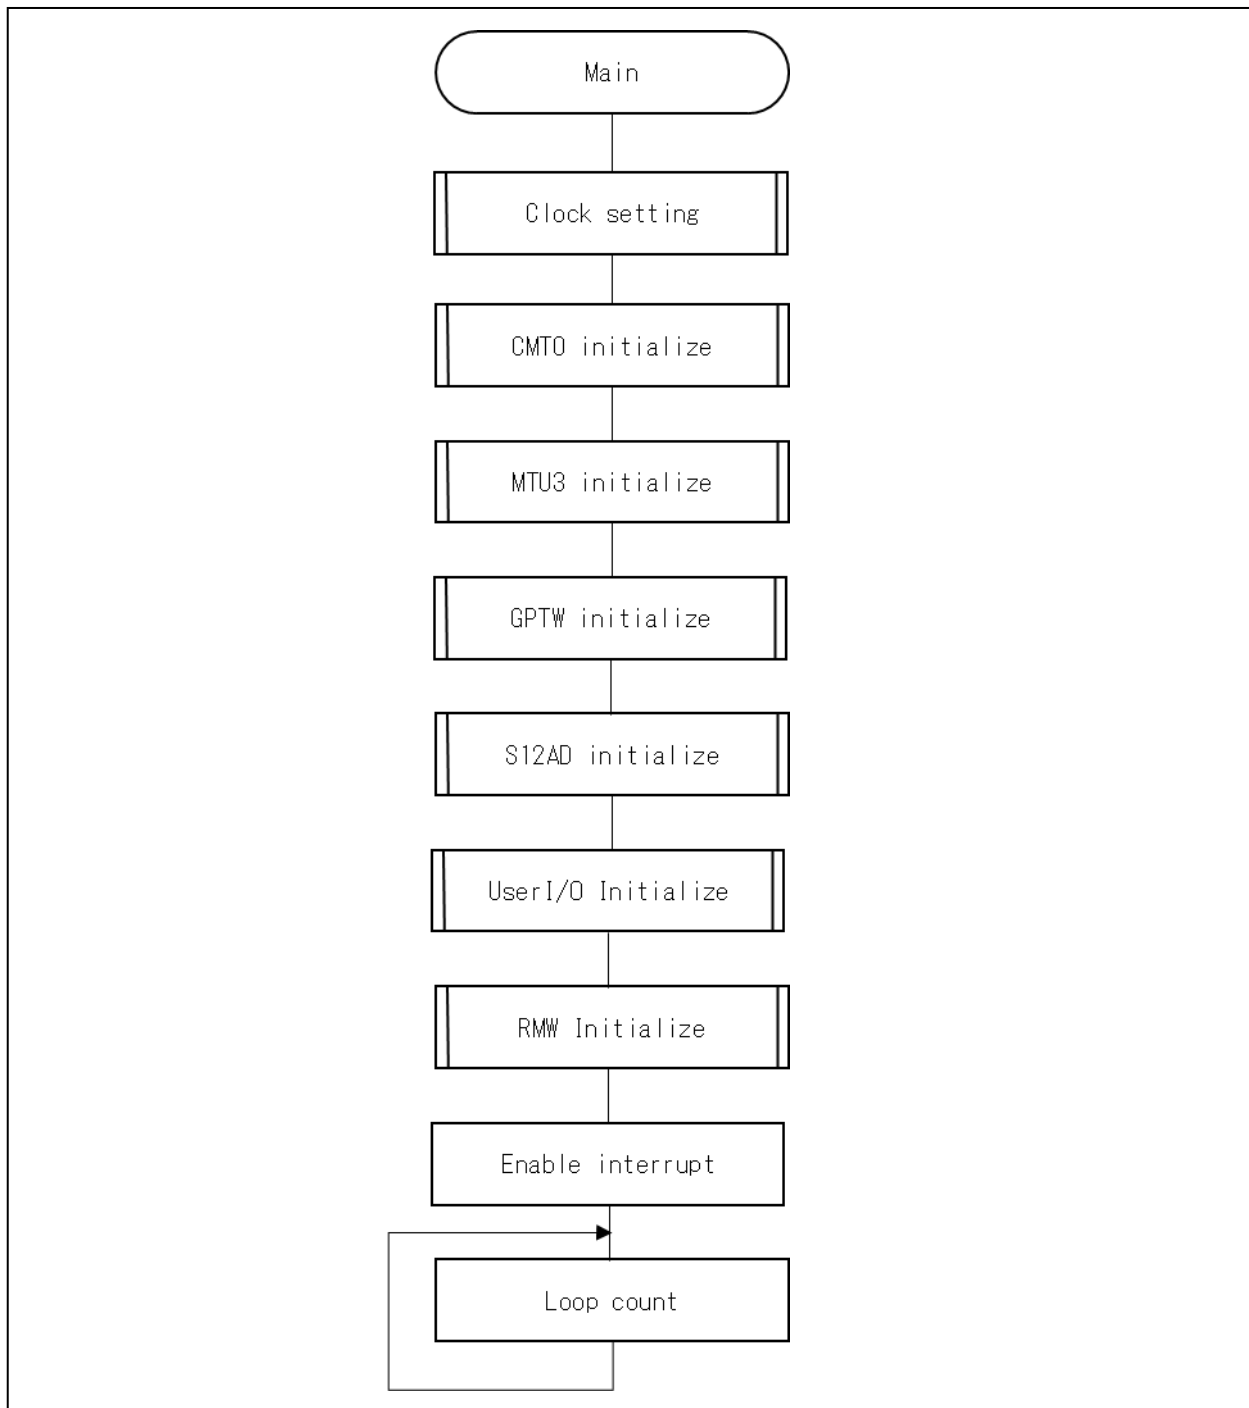 Main
Clock setting
CMT0 initialize
MTU3 initialize
GPTW initialize
S12AD initialize
UserI/O Initialize
RMW Initialize
Enable interrupt
Loop count